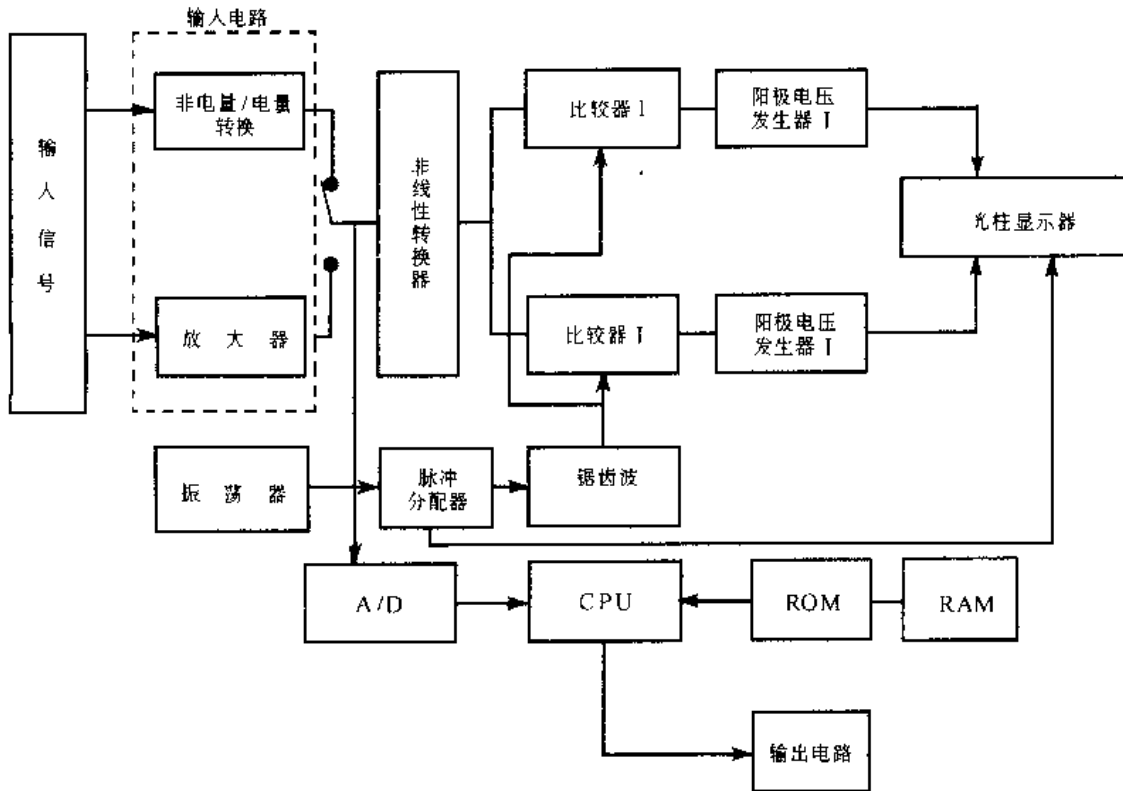 输入电路
输入信号
非电量/电量
转换
放大器
非线性转换器
比较器 I
阳极电压
发生器 I
光柱显示器
比较器 I
阳极电压
发生器 I
振荡器
脉冲
分配器
锯齿波
A/D
CPU
ROM
RAM
输出电路